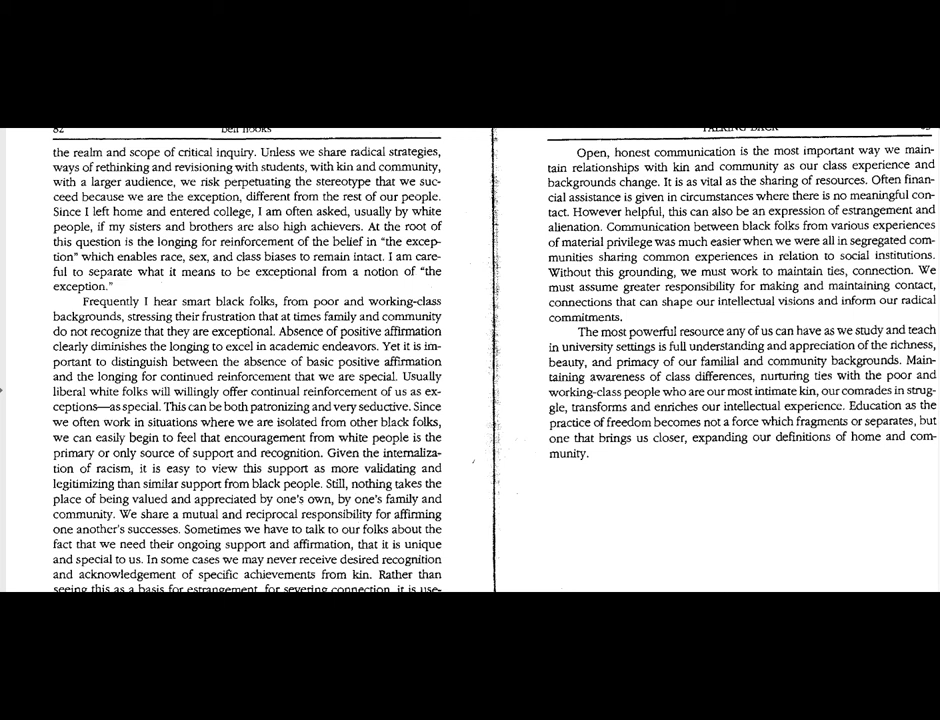 82 bell hooks
the realm and scope of critical inquiry. Unless we share radical strategies,
ways of rethinking and revisioning with students, with kin and community,
with a larger audience, we risk perpetuating the stereotype that we suc-
ceed because we are the exception, different from the rest of our people.
Since I left home and entered college, I am often asked, usually by white
people, if my sisters and brothers are also high achievers. At the root of
this question is the longing for reinforcement of the belief in “the excep-
tion” which enables race, sex, and class biases to remain intact. I am care-
ful to separate what it means to be exceptional from a notion of “the
exception.”
Frequently I hear smart black folks, from poor and working-class
backgrounds, stressing their frustration that at times family and community
do not recognize that they are exceptional. Absence of positive affirmation
clearly diminishes the longing to excel in academic endeavors. Yet it is im-
portant to distinguish between the absence of basic positive affirmation
and the longing for continued reinforcement that we are special. Usually
liberal white folks will willingly offer continual reinforcement of us as ex-
ceptions—as special. This can be both patronizing and very seductive. Since
we often work in situations where we are isolated from other black folks,
we can easily begin to feel that encouragement from white people is the
primary or only source of support and recognition. Given the internaliza-
tion of racism, it is easy to view this support as more validating and
legitimizing than similar support from black people. Still, nothing takes the
place of being valued and appreciated by one’s own, by one’s family and
community. We share a mutual and reciprocal responsibility for affirming
one another’s successes. Sometimes we have to talk to our folks about the
fact that we need their ongoing support and affirmation, that it is unique
and special to us. In some cases we may never receive desired recognition
and acknowledgement of specific achievements from kin. Rather than
seeing this as a basis for estrangement, for severing connection, it is use-
TALKING BACK
Open, honest communication is the most important way we main-
tain relationships with kin and community as our class experience and
backgrounds change. It is as vital as the sharing of resources. Often finan-
cial assistance is given in circumstances where there is no meaningful con-
tact. However helpful, this can also be an expression of estrangement and
alienation. Communication between black folks from various experiences
of material privilege was much easier when we were all in segregated com-
munities sharing common experiences in relation to social institutions.
Without this grounding, we must work to maintain ties, connection. We
must assume greater responsibility for making and maintaining contact,
connections that can shape our intellectual visions and inform our radical
commitments.
The most powerful resource any of us can have as we study and teach
in university settings is full understanding and appreciation of the richness,
beauty, and primacy of our familial and community backgrounds. Main-
taining awareness of class differences, nurturing ties with the poor and
working-class people who are our most intimate kin, our comrades in strug-
gle, transforms and enriches our intellectual experience. Education as the
practice of freedom becomes not a force which fragments or separates, but
one that brings us closer, expanding our definitions of home and com-
munity.